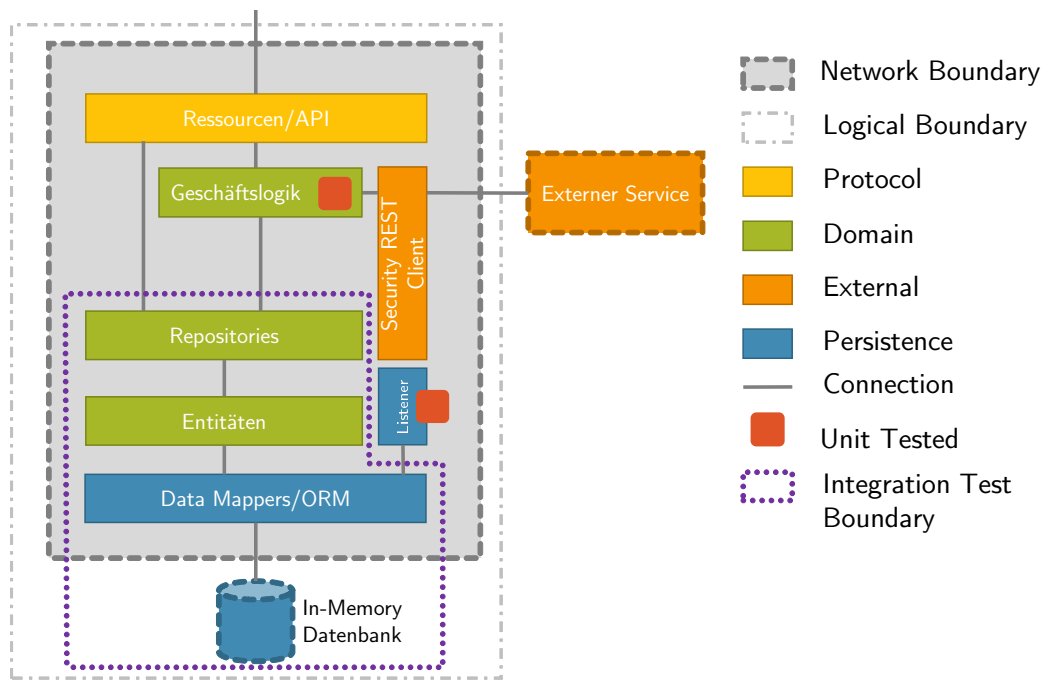 Ressourcen/API
Geschäftslogik
Security REST
Client
Externer Service
Repositories
Listener
Entitäten
Data Mappers/ORM
In-Memory
Datenbank
Network Boundary
Logical Boundary
Protocol
Domain
External
Persistence
Connection
Unit Tested
Integration Test
Boundary